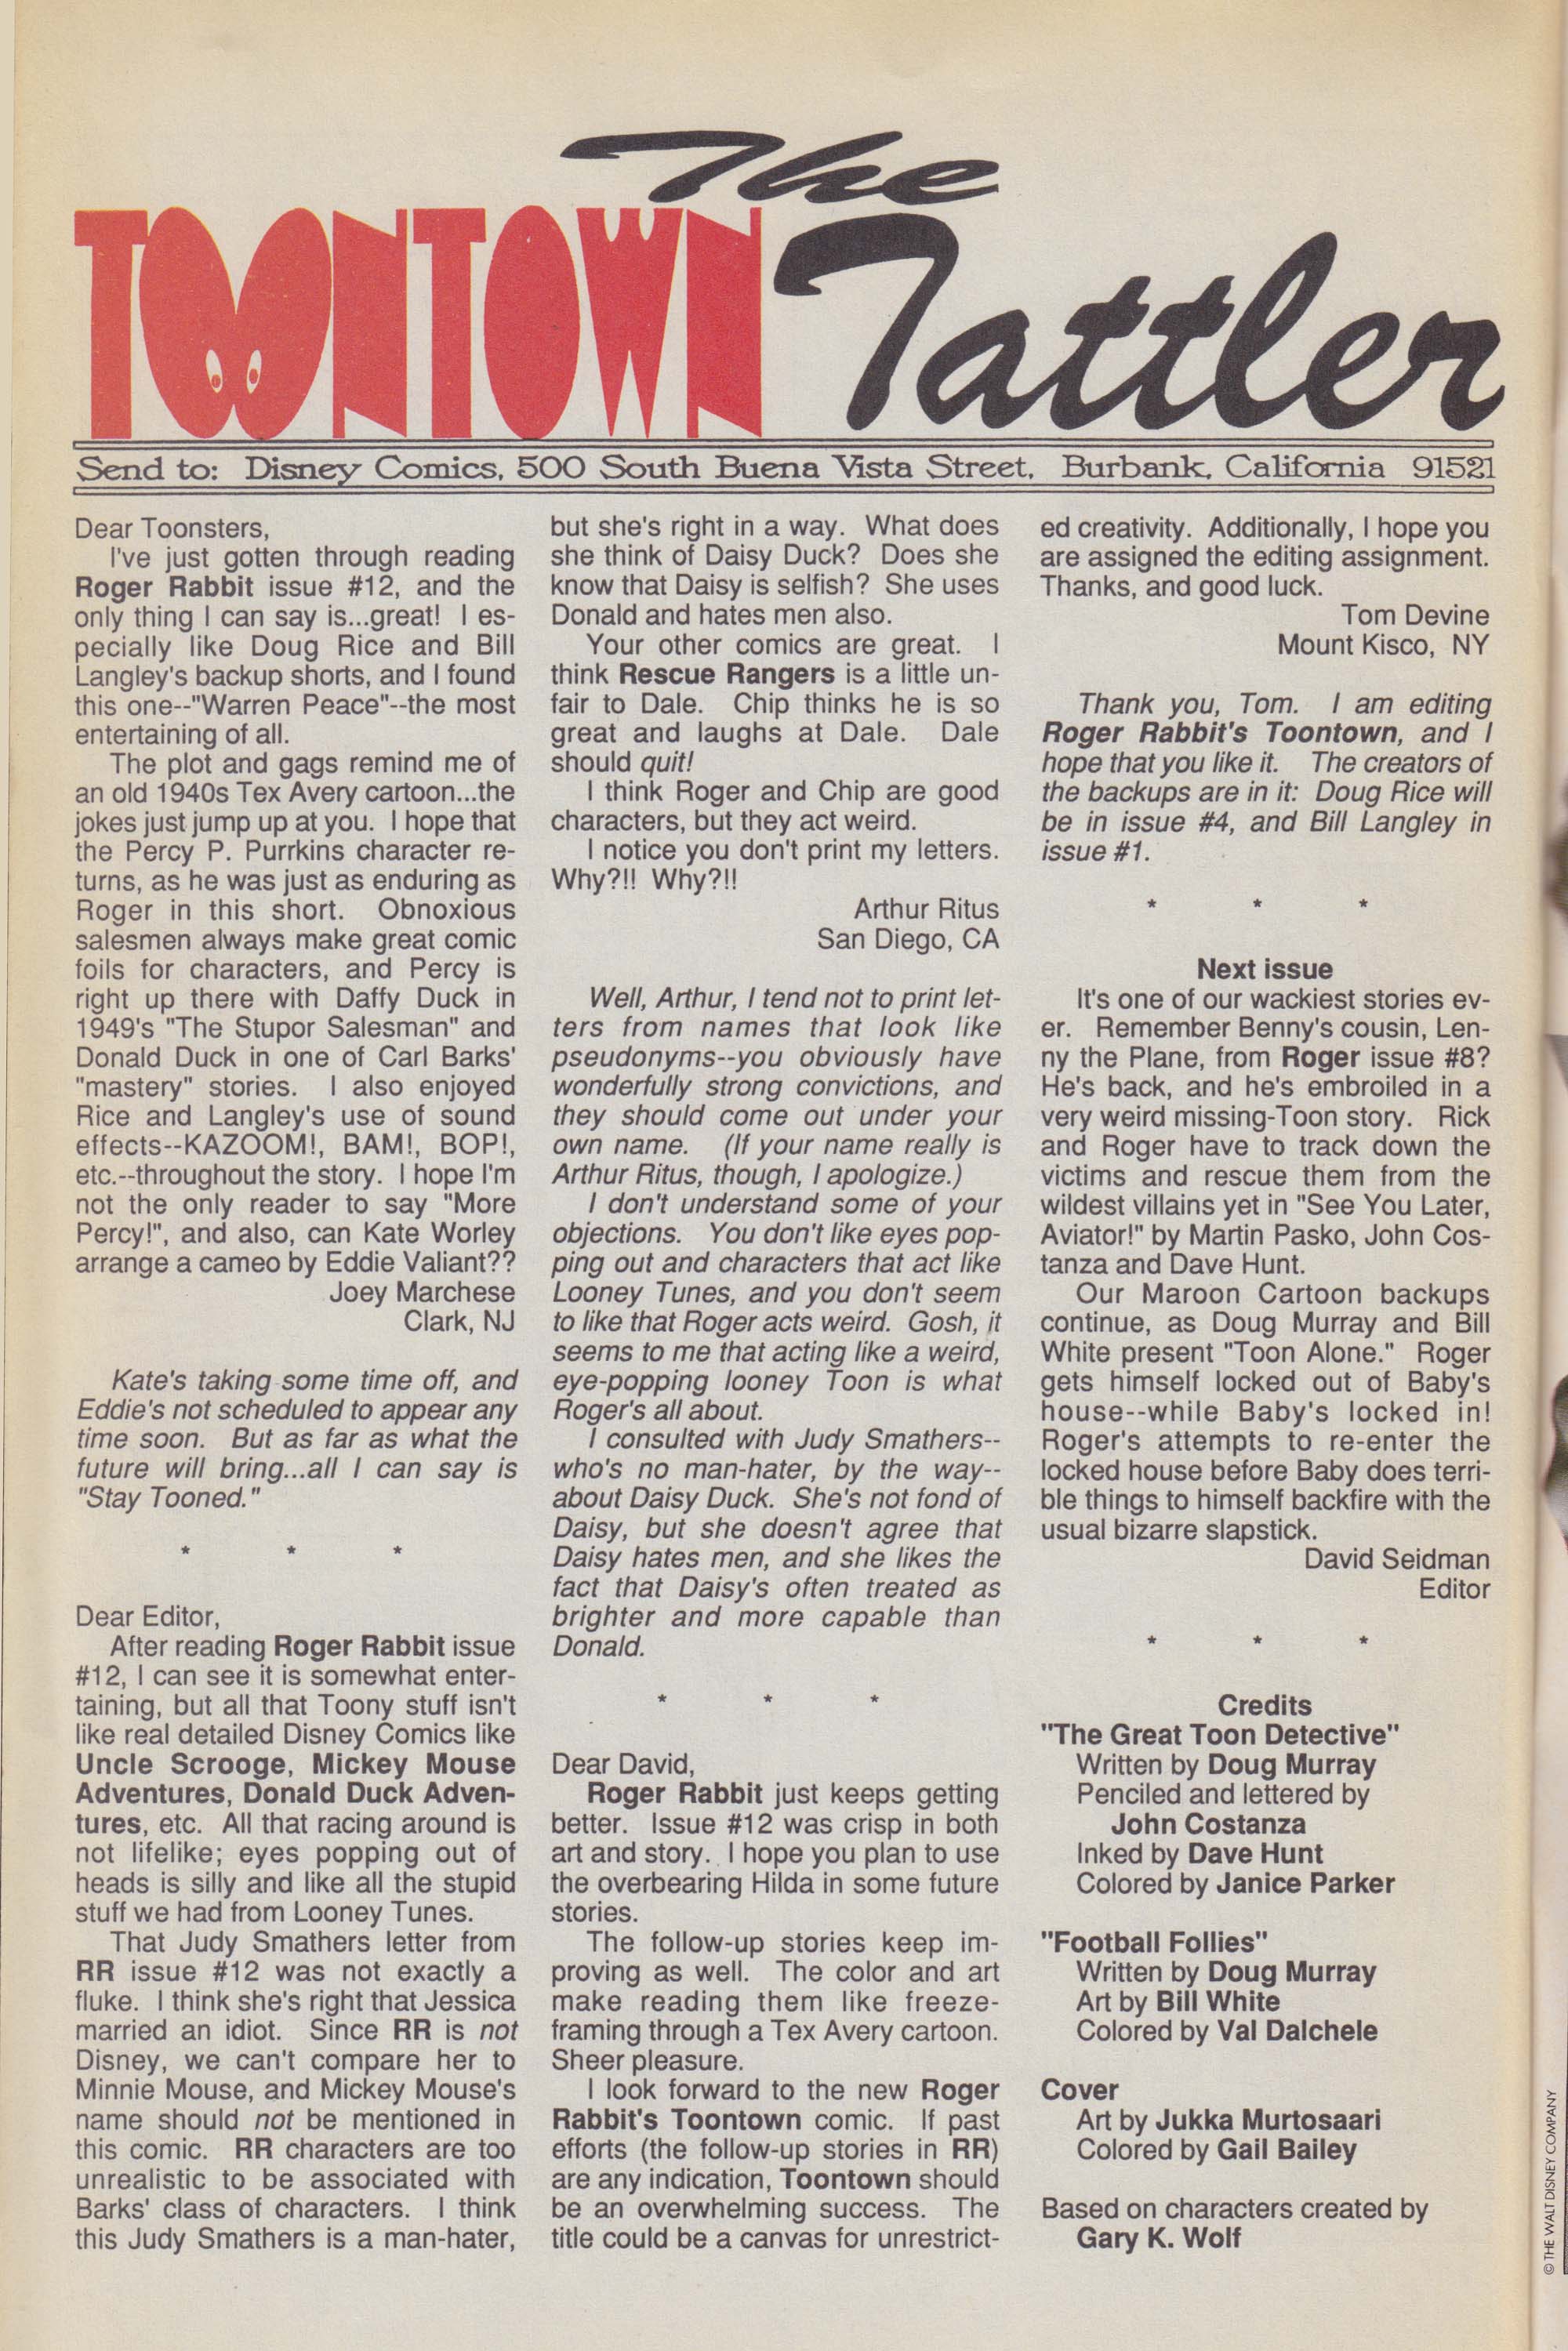 The
TOONTOWN Tattler
Send to: Disney Comics, 500 South Buena Vista Street, Burbank, California 91521
Dear Toonsters,
I've just gotten through reading
Roger Rabbit issue #12, and the
only thing I can say is...great! I es-
pecially like Doug Rice and Bill
Langley's backup shorts, and I found
this one--"Warren Peace"--the most
entertaining of all.
The plot and gags remind me of
an old 1940s Tex Avery cartoon...the
jokes just jump up at you. I hope that
the Percy P. Purrkins character re-
turns, as he was just as enduring as
Roger in this short. Obnoxious
salesmen always make great comic
foils for characters, and Percy is
right up there with Daffy Duck in
1949's "The Stupor Salesman" and
Donald Duck in one of Carl Barks'
"mastery" stories. I also enjoyed
Rice and Langley's use of sound
effects--KAZOOM!, BAM!, BOP!,
etc.--throughout the story. I hope I'm
not the only reader to say "More
Percy!", and also, can Kate Worley
arrange a cameo by Eddie Valiant??
Joey Marchese
Clark, NJ
Kate's taking some time off, and
Eddie's not scheduled to appear any
time soon. But as far as what the
future will bring...all I can say is
"Stay Tooned."
* * *
Dear Editor,
After reading Roger Rabbit issue
#12, I can see it is somewhat enter-
taining, but all that Toony stuff isn't
like real detailed Disney Comics like
Uncle Scrooge, Mickey Mouse
Adventures, Donald Duck Adven-
tures, etc. All that racing around is
not lifelike; eyes popping out of
heads is silly and like all the stupid
stuff we had from Looney Tunes.
That Judy Smathers letter from
RR issue #12 was not exactly a
fluke. I think she's right that Jessica
married an idiot. Since RR is not
Disney, we can't compare her to
Minnie Mouse, and Mickey Mouse's
name should not be mentioned in
this comic. RR characters are too
unrealistic to be associated with
Barks' class of characters. I think
this Judy Smathers is a man-hater,
but she's right in a way. What does
she think of Daisy Duck? Does she
know that Daisy is selfish? She uses
Donald and hates men also.
Your other comics are great. I
think Rescue Rangers is a little un-
fair to Dale. Chip thinks he is so
great and laughs at Dale. Dale
should quit!
I think Roger and Chip are good
characters, but they act weird.
I notice you don't print my letters.
Why?!! Why?!!
Arthur Ritus
San Diego, CA
Well, Arthur, I tend not to print let-
ters from names that look like
pseudonyms--you obviously have
wonderfully strong convictions, and
they should come out under your
own name. (If your name really is
Arthur Ritus, though, I apologize.)
I don't understand some of your
objections. You don't like eyes pop-
ping out and characters that act like
Looney Tunes, and you don't seem
to like that Roger acts weird. Gosh, it
seems to me that acting like a weird,
eye-popping looney Toon is what
Roger's all about.
I consulted with Judy Smathers--
who's no man-hater, by the way--
about Daisy Duck. She's not fond of
Daisy, but she doesn't agree that
Daisy hates men, and she likes the
fact that Daisy's often treated as
brighter and more capable than
Donald.
* * *
Dear David,
Roger Rabbit just keeps getting
better. Issue #12 was crisp in both
art and story. I hope you plan to use
the overbearing Hilda in some future
stories.
The follow-up stories keep im-
proving as well. The color and art
make reading them like freeze-
framing through a Tex Avery cartoon.
Sheer pleasure.
I look forward to the new Roger
Rabbit's Toontown comic. If past
efforts (the follow-up stories in RR)
are any indication, Toontown should
be an overwhelming success. The
title could be a canvas for unrestrict-
ed creativity. Additionally, I hope you
are assigned the editing assignment.
Thanks, and good luck.
Tom Devine
Mount Kisco, NY
Thank you, Tom. I am editing
Roger Rabbit's Toontown, and I
hope that you like it. The creators of
the backups are in it: Doug Rice will
be in issue #4, and Bill Langley in
issue #1.
* * *
Next issue
It's one of our wackiest stories ev-
er. Remember Benny's cousin, Len-
ny the Plane, from Roger issue #8?
He's back, and he's embroiled in a
very weird missing-Toon story. Rick
and Roger have to track down the
victims and rescue them from the
wildest villains yet in "See You Later,
Aviator!" by Martin Pasko, John Cos-
tanza and Dave Hunt.
Our Maroon Cartoon backups
continue, as Doug Murray and Bill
White present "Toon Alone." Roger
gets himself locked out of Baby's
house--while Baby's locked in!
Roger's attempts to re-enter the
locked house before Baby does terri-
ble things to himself backfire with the
usual bizarre slapstick.
David Seidman
Editor
* * *
Credits
"The Great Toon Detective"
Written by Doug Murray
Penciled and lettered by
John Costanza
Inked by Dave Hunt
Colored by Janice Parker
"Football Follies"
Written by Doug Murray
Art by Bill White
Colored by Val Dalchele
Cover
Art by Jukka Murtosaari
Colored by Gail Bailey
Based on characters created by
Gary K. Wolf
© THE WALT DISNEY COMPANY